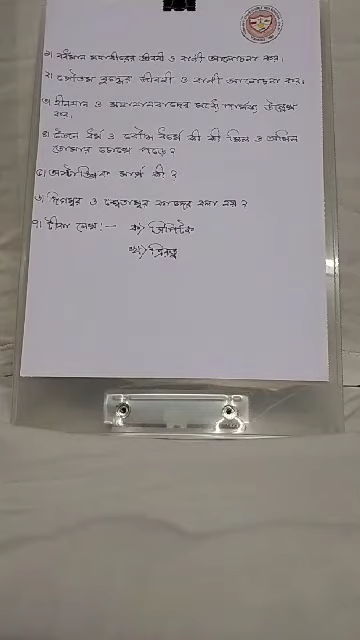 ১) বর্ধমান মহাবীরের জীবনী ও বাণী আলোচনা কর।
২) গৌতম বুদ্ধের জীবনী ও বাণী আলোচনা কর।
৩) হীনযান ও মহাযানবাদের মধ্যে পার্থক্য উল্লেখ
কর।
৪) জৈন ধর্ম ও বৌদ্ধ ধর্মে কী কী মিল ও অমিল
তোমার চোখে পড়ে?
৫) অষ্টাঙ্গিক মার্গ কী?
৬) দিগম্বর ও শ্বেতাম্বর কাদের বলা হয়?
৭) টীকা লেখ:-
ক) ত্রিপিটক
খ) ত্রিরত্ন